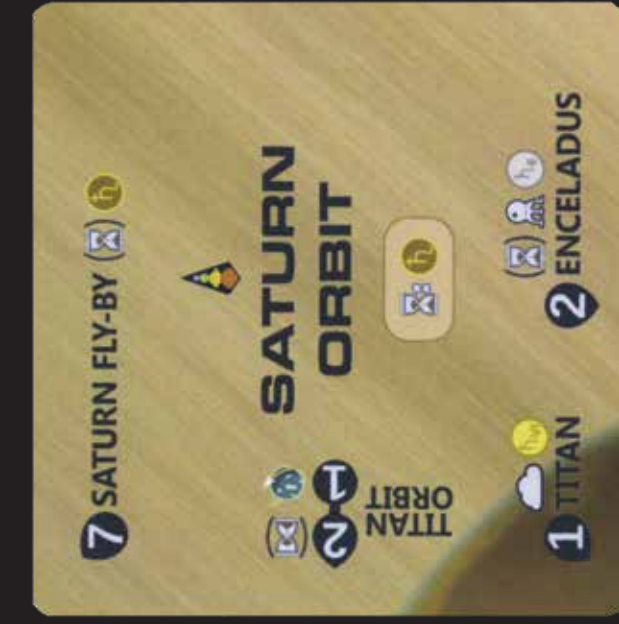 7 SATURN FLY-BY ( ) ♄
SATURN
ORBIT
♄
( )
2 1
TITAN
ORBIT
1 TITAN
( )
2 ENCELADUS